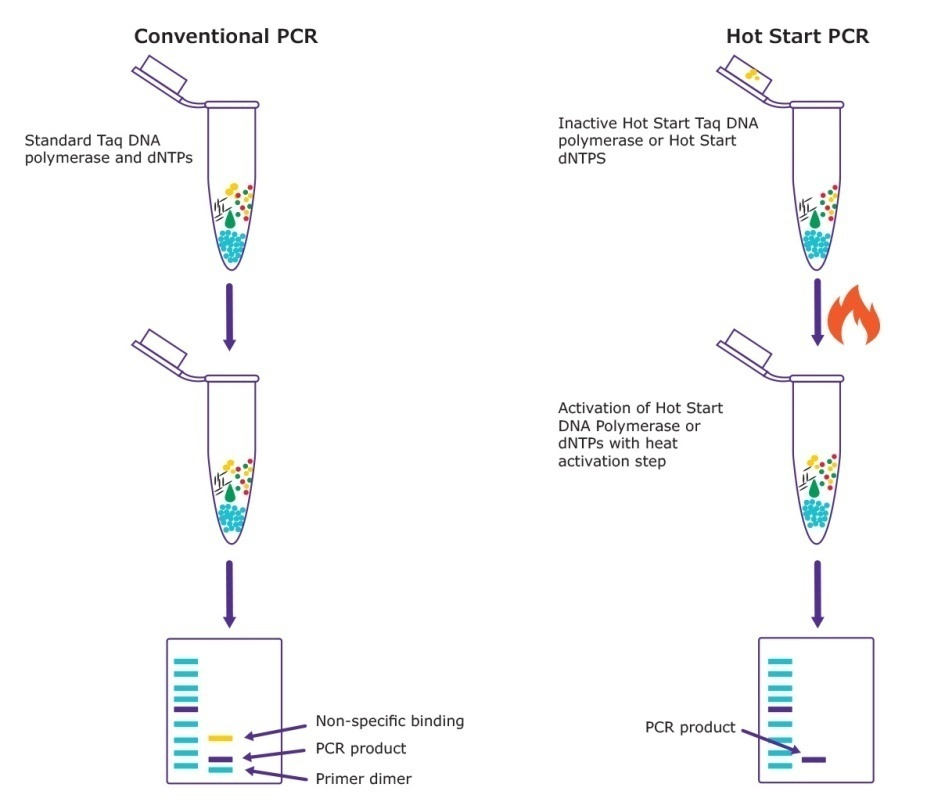 Conventional PCR
Hot Start PCR
Standard Taq DNA
polymerase and dNTPs
Inactive Hot Start Taq DNA
polymerase or Hot Start
dNTPS
Activation of Hot Start
DNA Polymerase or
dNTPs with heat
activation step
Non-specific binding
PCR product
Primer dimer
PCR product